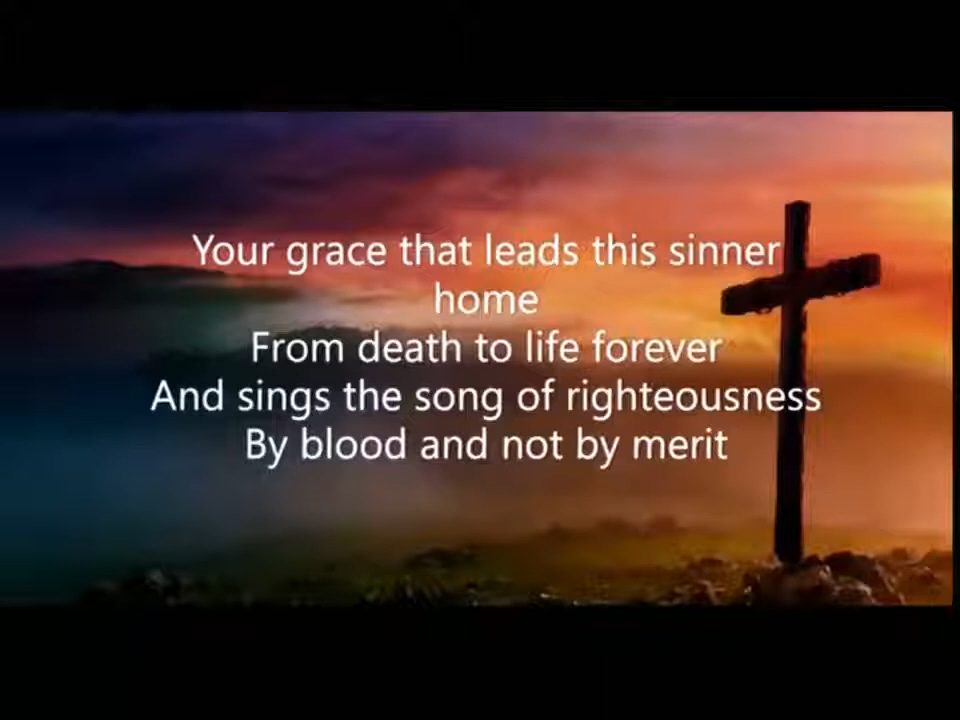 Your grace that leads this sinner
home
From death to life forever
And sings the song of righteousness
By blood and not by merit